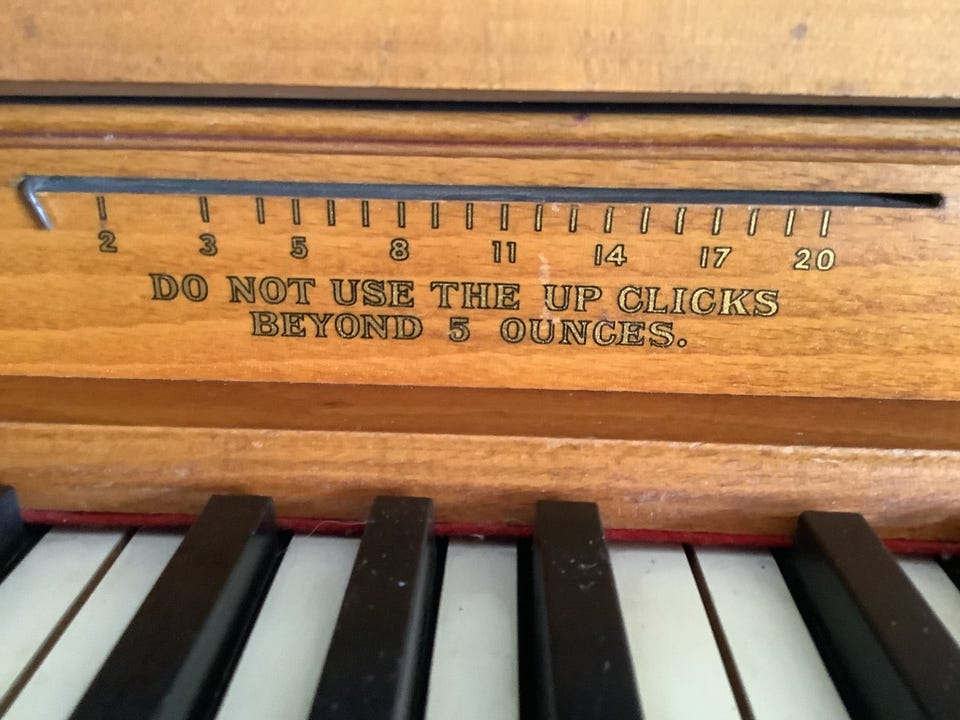 2 3 5 8 11 14 17 20
DO NOT USE THE UP CLICKS
BEYOND 5 OUNCES.